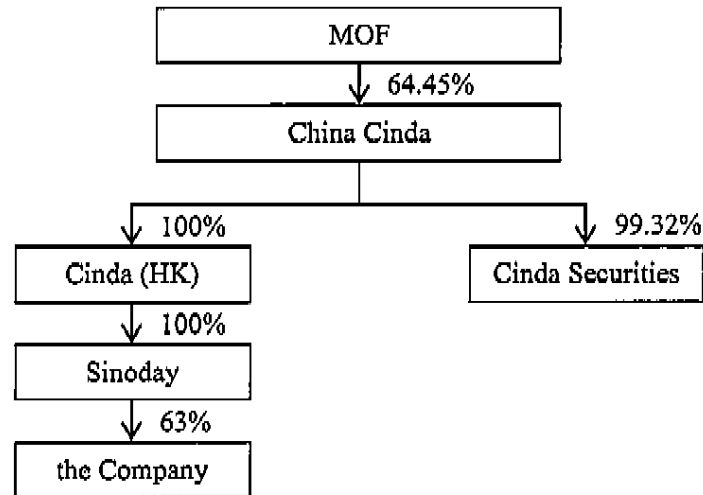 MOF
64.45%
China Cinda
100%
99.32%
Cinda (HK)
Cinda Securities
100%
Sinoday
63%
the Company